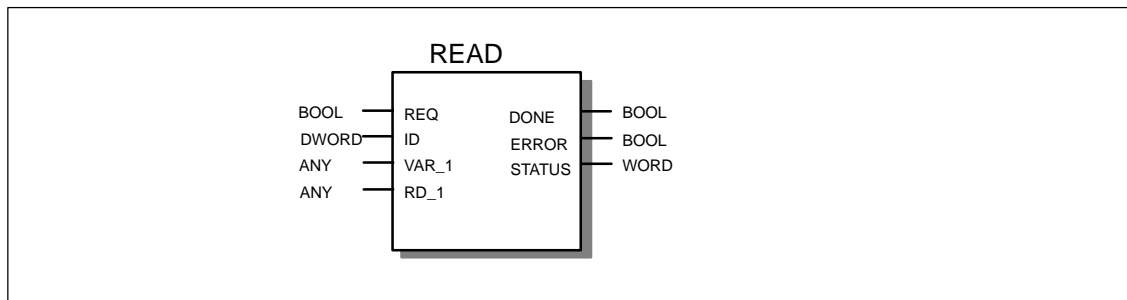 READ
BOOL REQ DONE BOOL
DWORD ID ERROR BOOL
ANY VAR_1 STATUS WORD
ANY RD_1